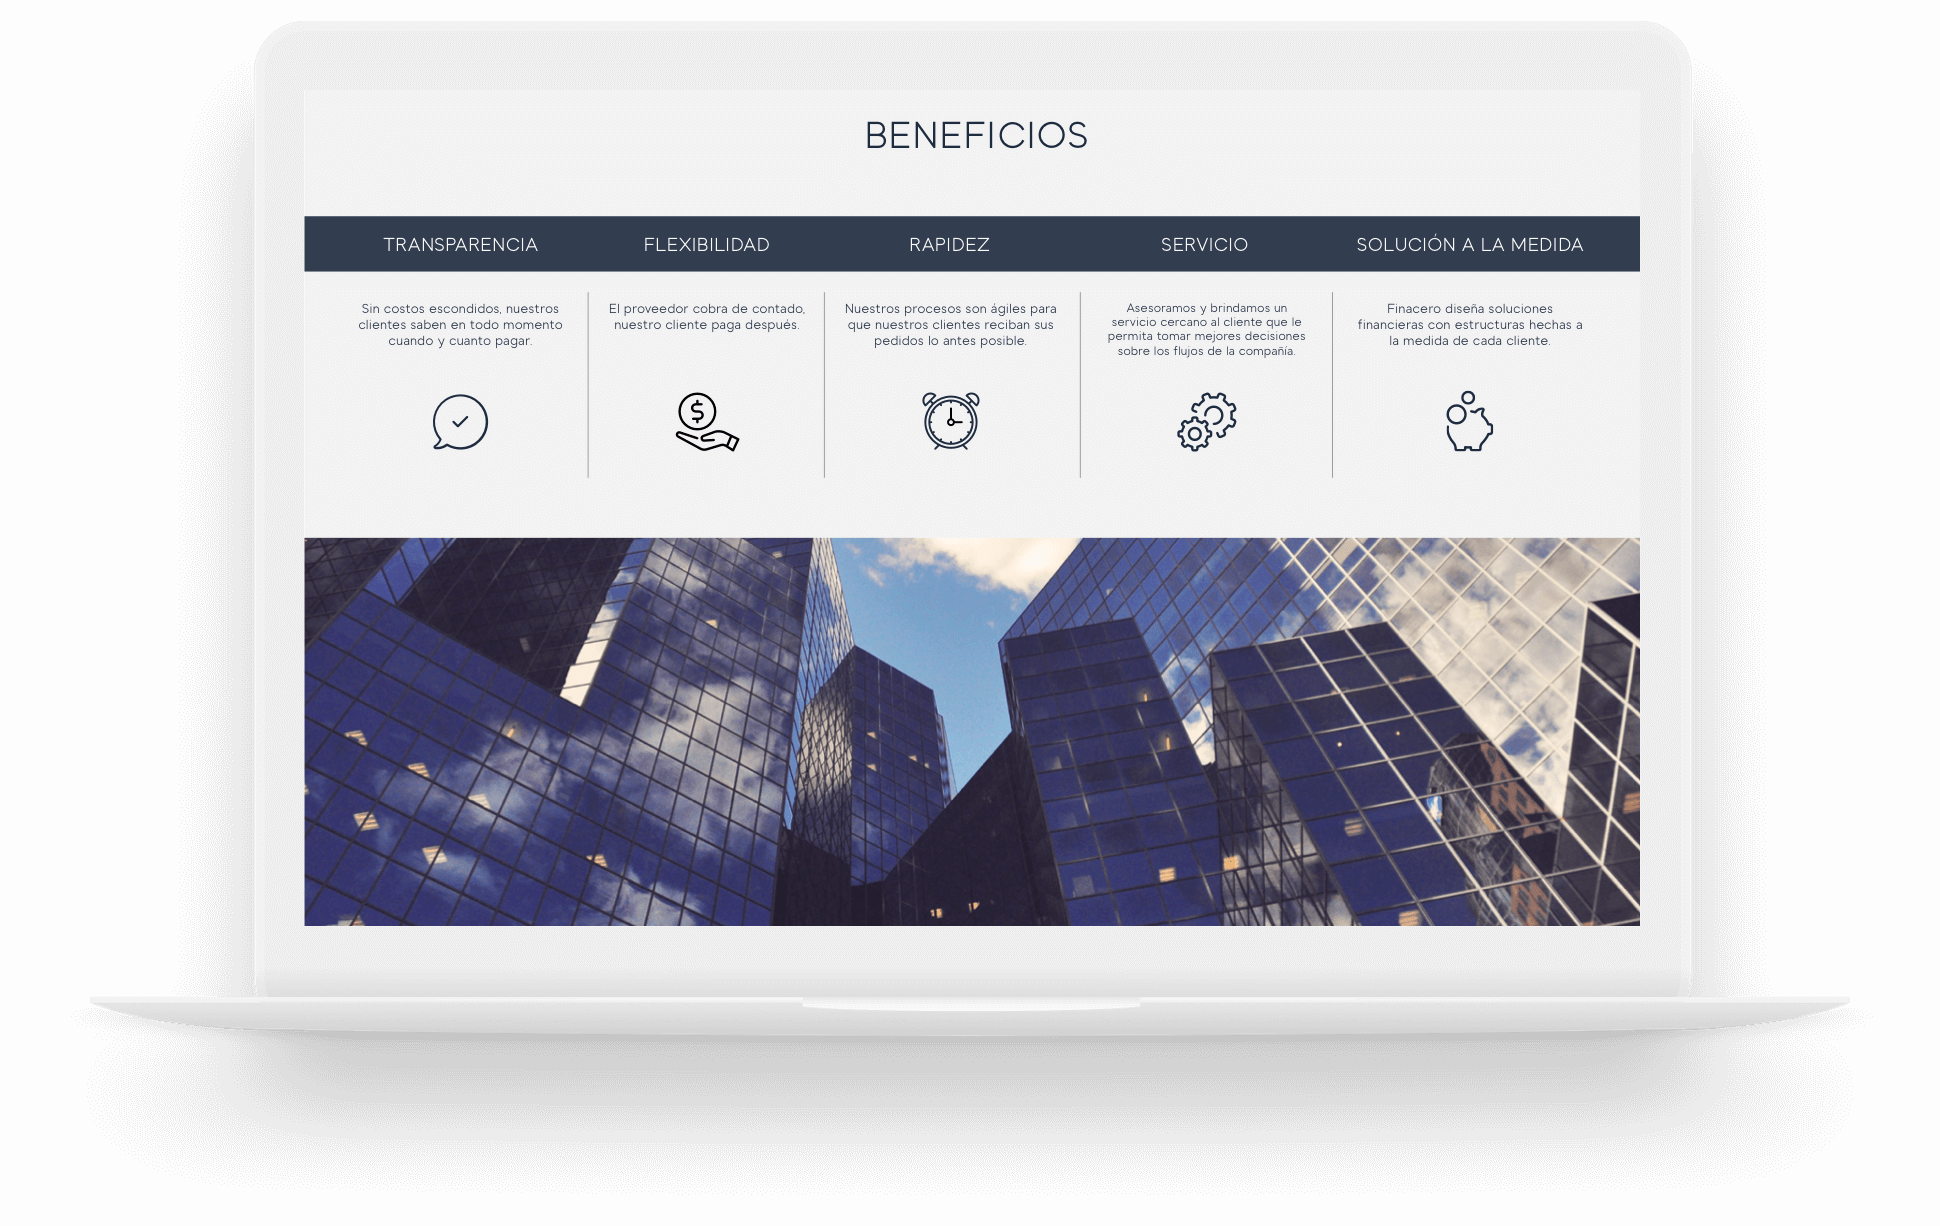 BENEFICIOS
TRANSPARENCIA
FLEXIBILIDAD
RAPIDEZ
SERVICIO
SOLUCIÓN A LA MEDIDA
Sin costos escondidos, nuestros
clientes saben en todo momento
cuando y cuanto pagar.
El proveedor cobra de contado,
nuestro cliente paga después.
Nuestros procesos son ágiles para
que nuestros clientes reciban sus
pedidos lo antes posible.
Asesoramos y brindamos un
servicio cercano al cliente que le
permita tomar mejores decisiones
sobre los flujos de la compañía.
Finacero diseña soluciones
financieras con estructuras hechas a
la medida de cada cliente.
$